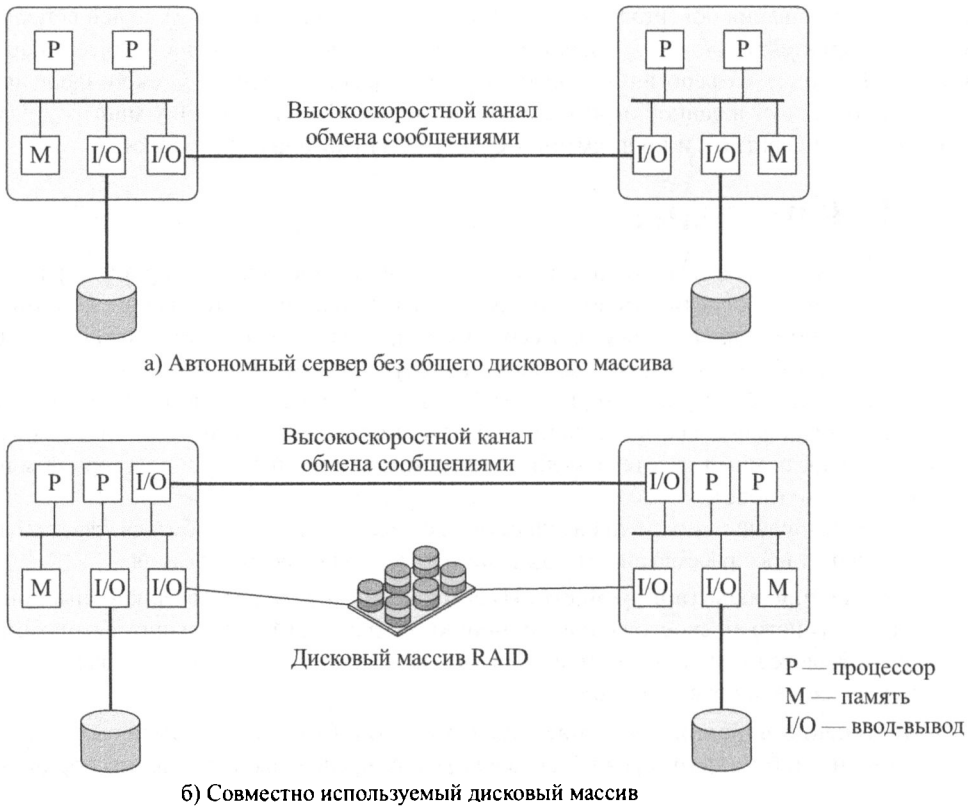 P P
P P
Высокоскоростной канал
обмена сообщениями
M I/O I/O
I/O I/O M
а) Автономный сервер без общего дискового массива
Высокоскоростной канал
обмена сообщениями
P P I/O
I/O P P
M I/O I/O
I/O I/O M
Дисковый массив RAID
P — процессор
M — память
I/O — ввод-вывод
б) Совместно используемый дисковый массив